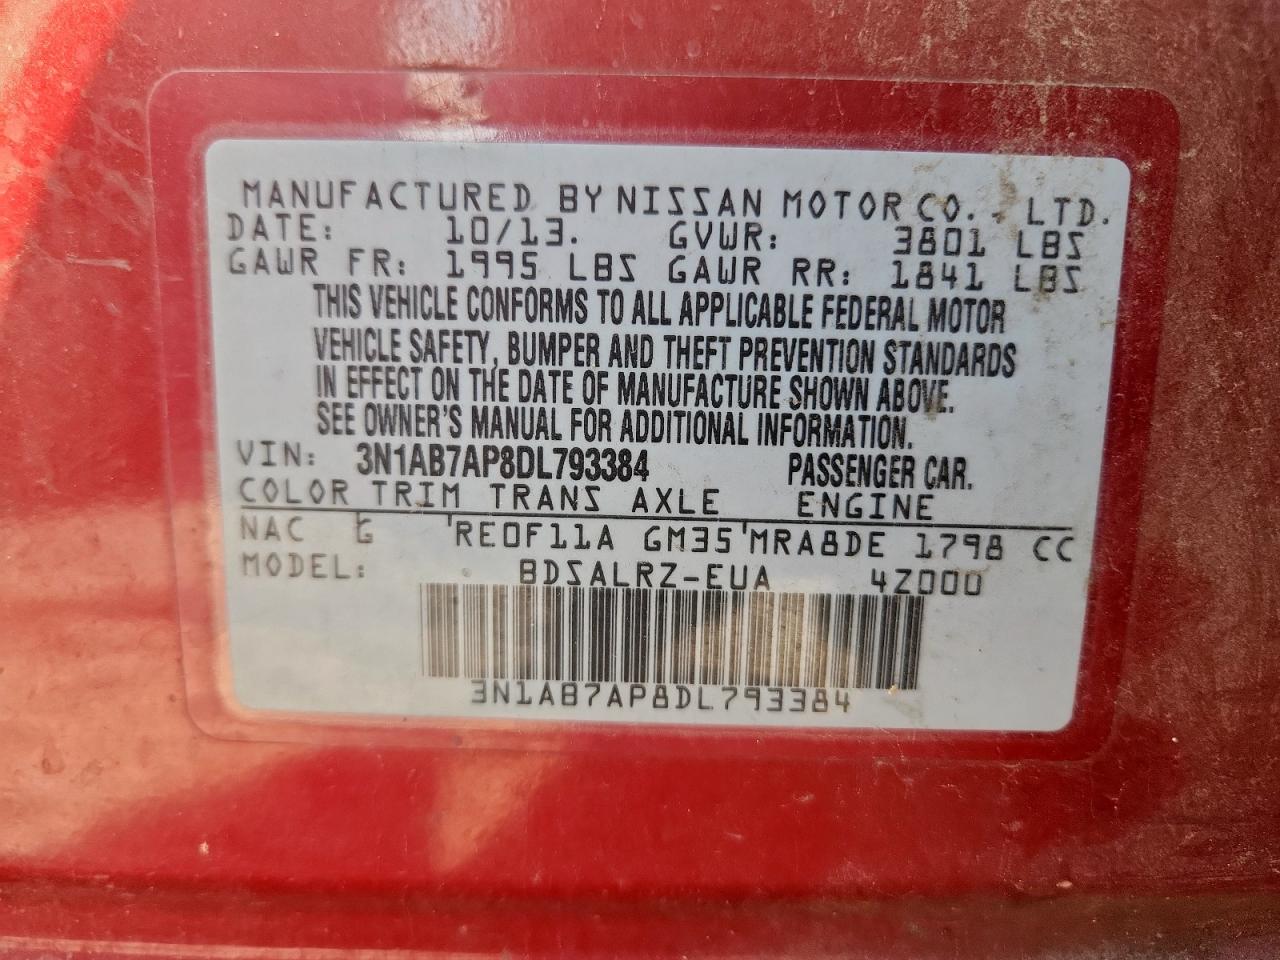 MANUFACTURED BY NISSAN MOTOR CO., LTD.
DATE: 10/13. GVWR: 3801 LBS
GAWR FR: 1995 LBS GAWR RR: 1841 LBS
THIS VEHICLE CONFORMS TO ALL APPLICABLE FEDERAL MOTOR
VEHICLE SAFETY, BUMPER AND THEFT PREVENTION STANDARDS
IN EFFECT ON THE DATE OF MANUFACTURE SHOWN ABOVE.
SEE OWNER'S MANUAL FOR ADDITIONAL INFORMATION.
VIN: 3N1AB7AP8DL793384 PASSENGER CAR.
COLOR TRIM TRANS AXLE ENGINE
NAC G RE0F11A GM35 MRA8DE 1798 CC
MODEL: BDSALRZ-EUA 4Z000
3N1AB7AP8DL793384